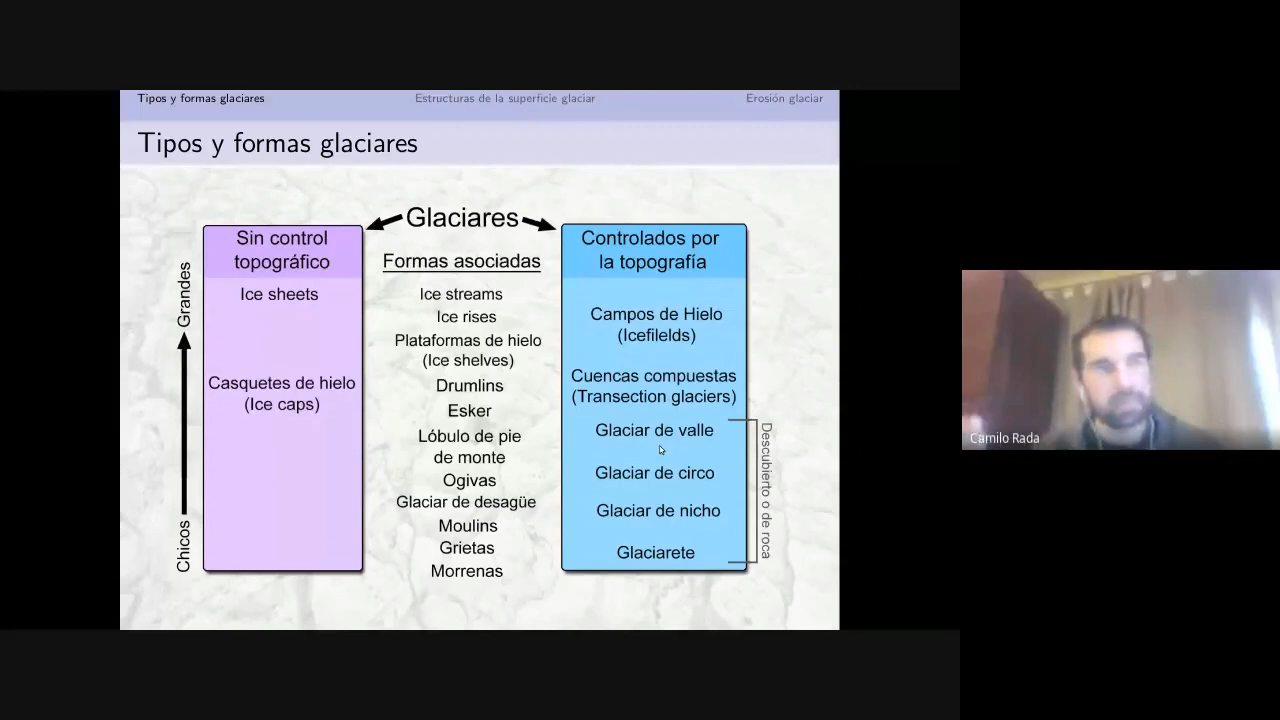 Tipos y formas glaciares
Estructuras de la superficie glaciar
Erosión glaciar
Tipos y formas glaciares
Glaciares
Sin control
topográfico
Ice sheets
Casquetes de hielo
(Ice caps)
Grandes
Chicos
Formas asociadas
Ice streams
Ice rises
Plataformas de hielo
(Ice shelves)
Drumlins
Esker
Lóbulo de pie
de monte
Ogivas
Glaciar de desagüe
Moulins
Grietas
Morrenas
Controlados por
la topografía
Campos de Hielo
(Icefilelds)
Cuencas compuestas
(Transection glaciers)
Glaciar de valle
Glaciar de circo
Glaciar de nicho
Glaciarete
Descubierto o de roca
Camilo Rada